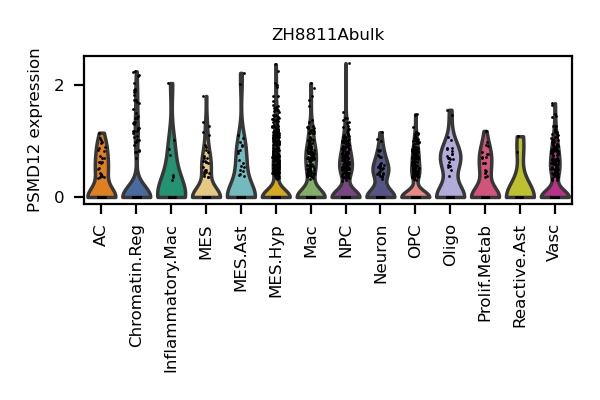 ZH8811Abulk
PSMD12 expression
2
0
AC
Chromatin.Reg
Inflammatory.Mac
MES
MES.Ast
MES.Hyp
Mac
NPC
Neuron
OPC
Oligo
Prolif.Metab
Reactive.Ast
Vasc